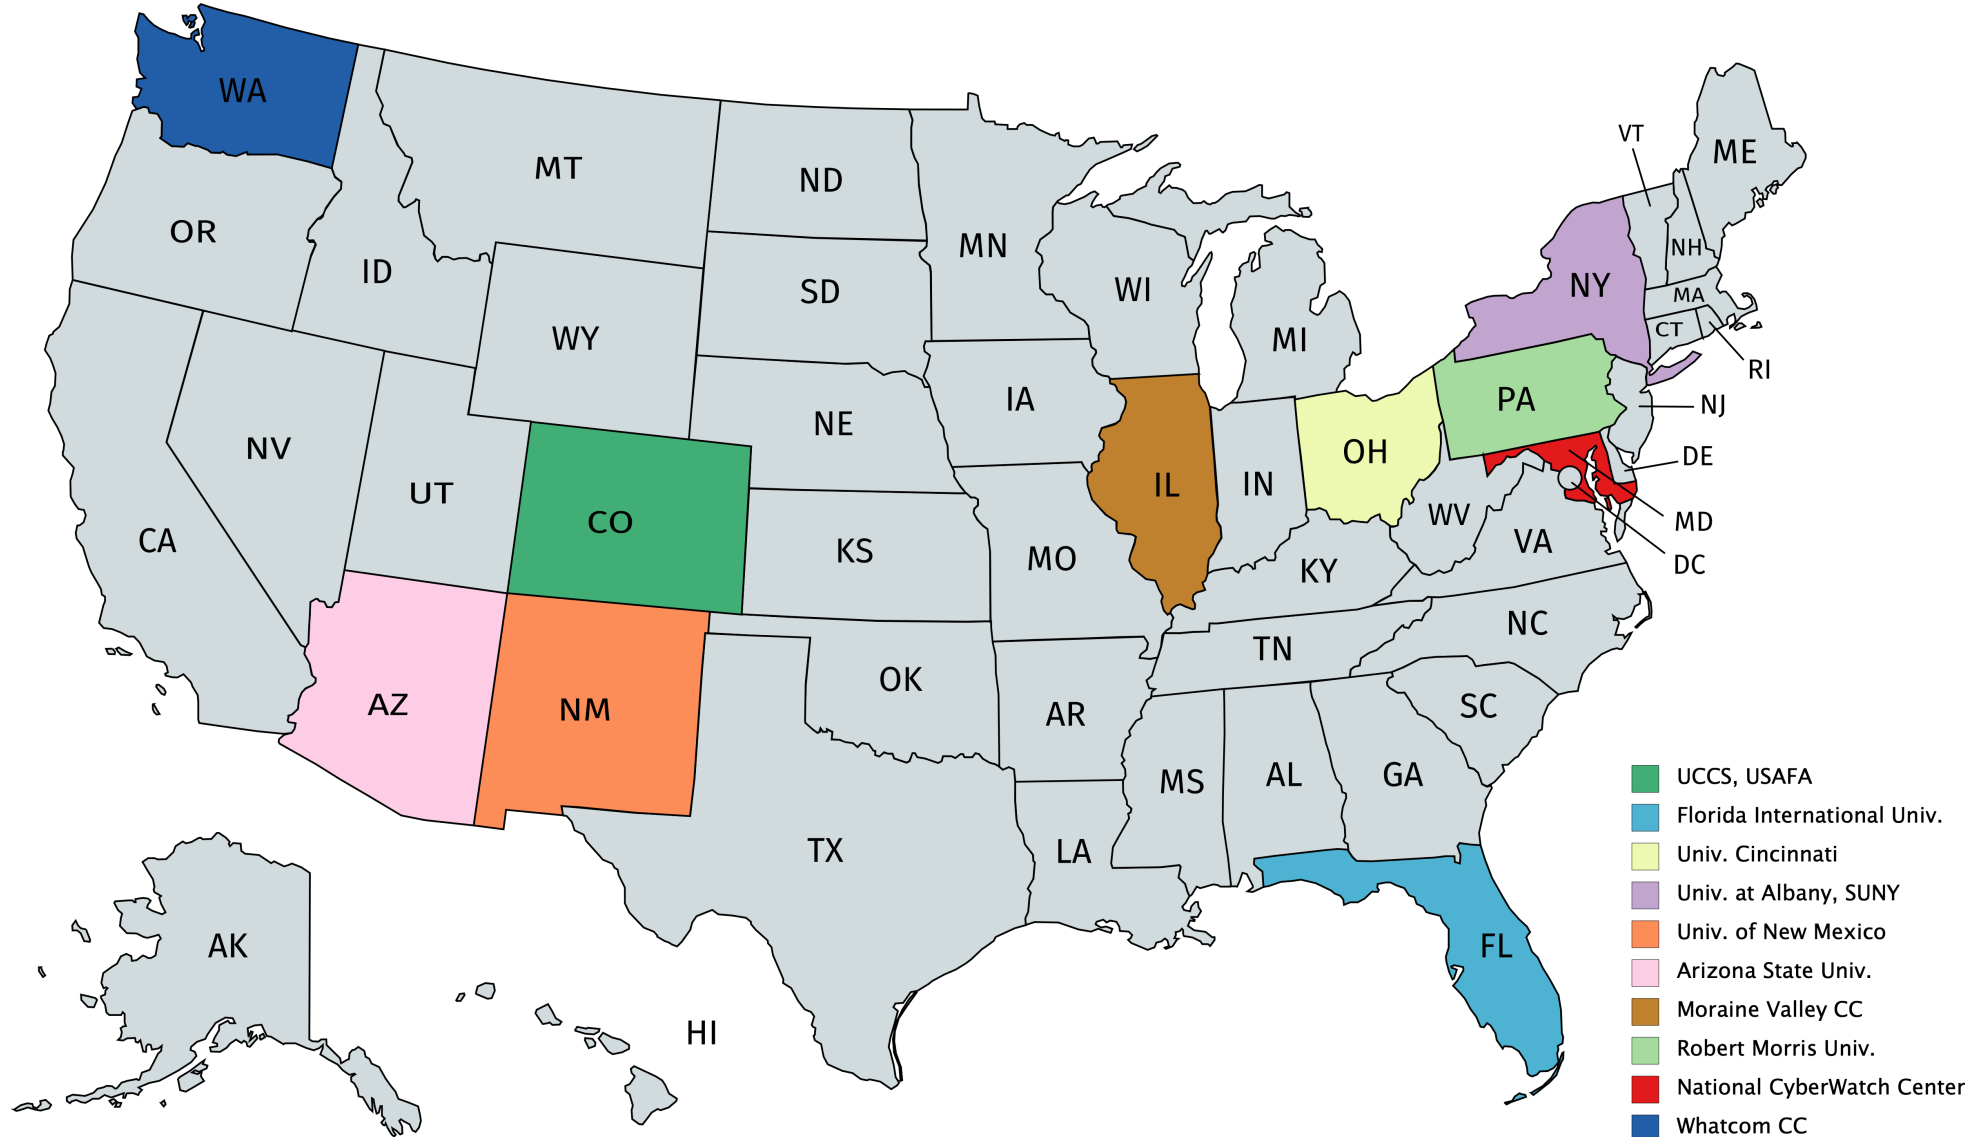 WA
MT
ND
VT
ME
OR
ID
MN
NH
SD
WI
NY
MA
WY
MI
CT
RI
NE
IA
PA
NJ
NV
UT
IL
IN
OH
DE
CO
WV
MD
CA
KS
MO
KY
VA
DC
AZ
NM
OK
AR
TN
NC
SC
MS
AL
GA
TX
LA
AK
HI
FL
UCCS, USAFA
Florida International Univ.
Univ. Cincinnati
Univ. at Albany, SUNY
Univ. of New Mexico
Arizona State Univ.
Moraine Valley CC
Robert Morris Univ.
National CyberWatch Center
Whatcom CC